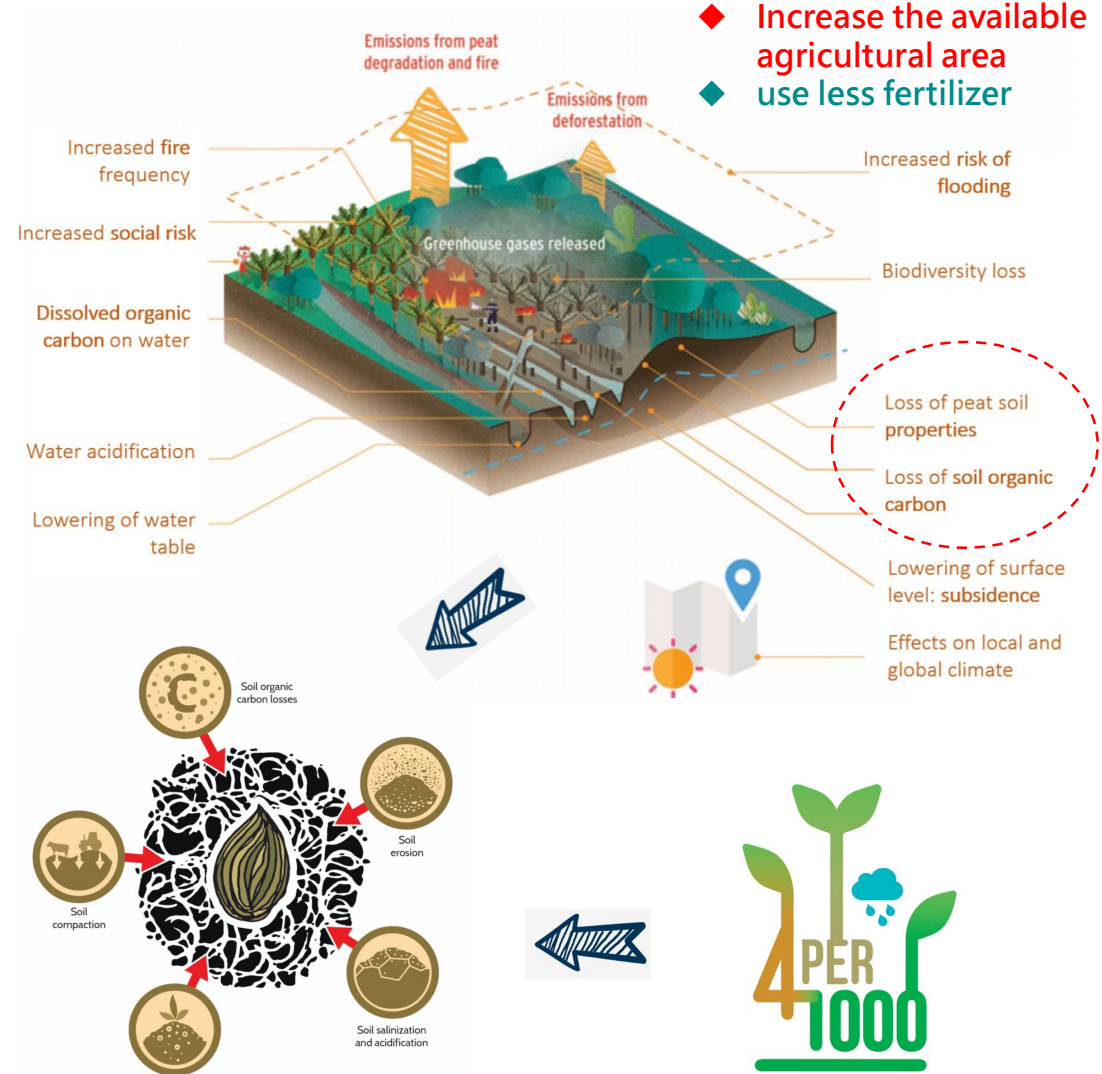 ◆ Increase the available
agricultural area
◆ use less fertilizer
Emissions from peat
degradation and fire
Emissions from
deforestation
Increased fire
frequency
Increased social risk
Dissolved organic
carbon on water
Water acidification
Lowering of water
table
Greenhouse gases released
Increased risk of
flooding
Biodiversity loss
Loss of peat soil
properties
Loss of soil organic
carbon
Lowering of surface
level: subsidence
Effects on local and
global climate
Soil organic
carbon losses
Soil
erosion
Soil
compaction
Soil salinization
and acidification
4 PER
1000